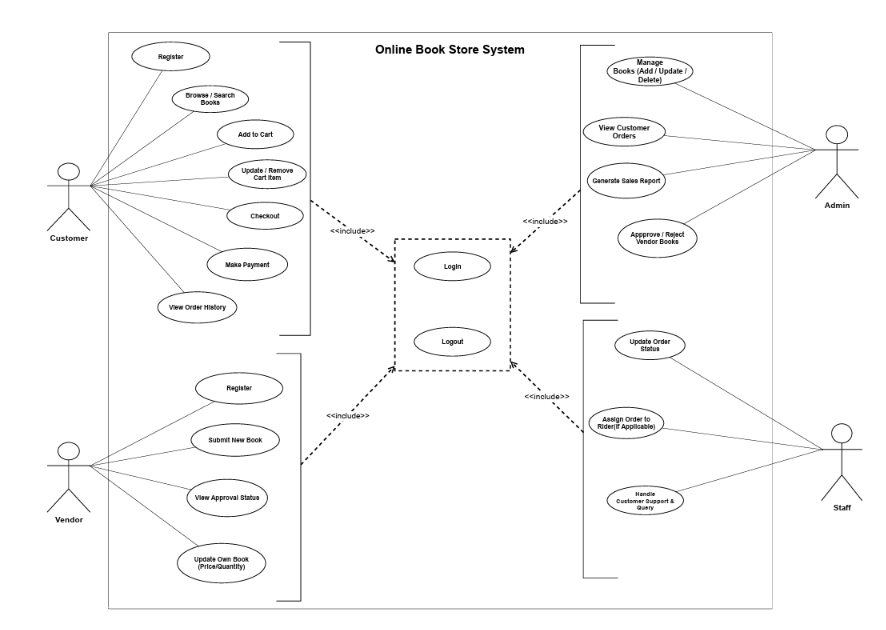 Online Book Store System
Register
Browse / Search
Books
Add to Cart
Update / Remove
Cart Item
Checkout
Make Payment
View Order History
Customer
<<include>>
Manage
Books (Add / Update /
Delete)
View Customer
Orders
Generate Sales Report
Appprove / Reject
Vendor Books
Admin
<<include>>
Login
Logout
Register
Submit New Book
View Approval Status
Update Own Book
(Price/Quantity)
Vendor
<<include>>
Update Order
Status
Assign Order to
Rider(If Applicable)
Handle
Customer Support &
Query
Staff
<<include>>